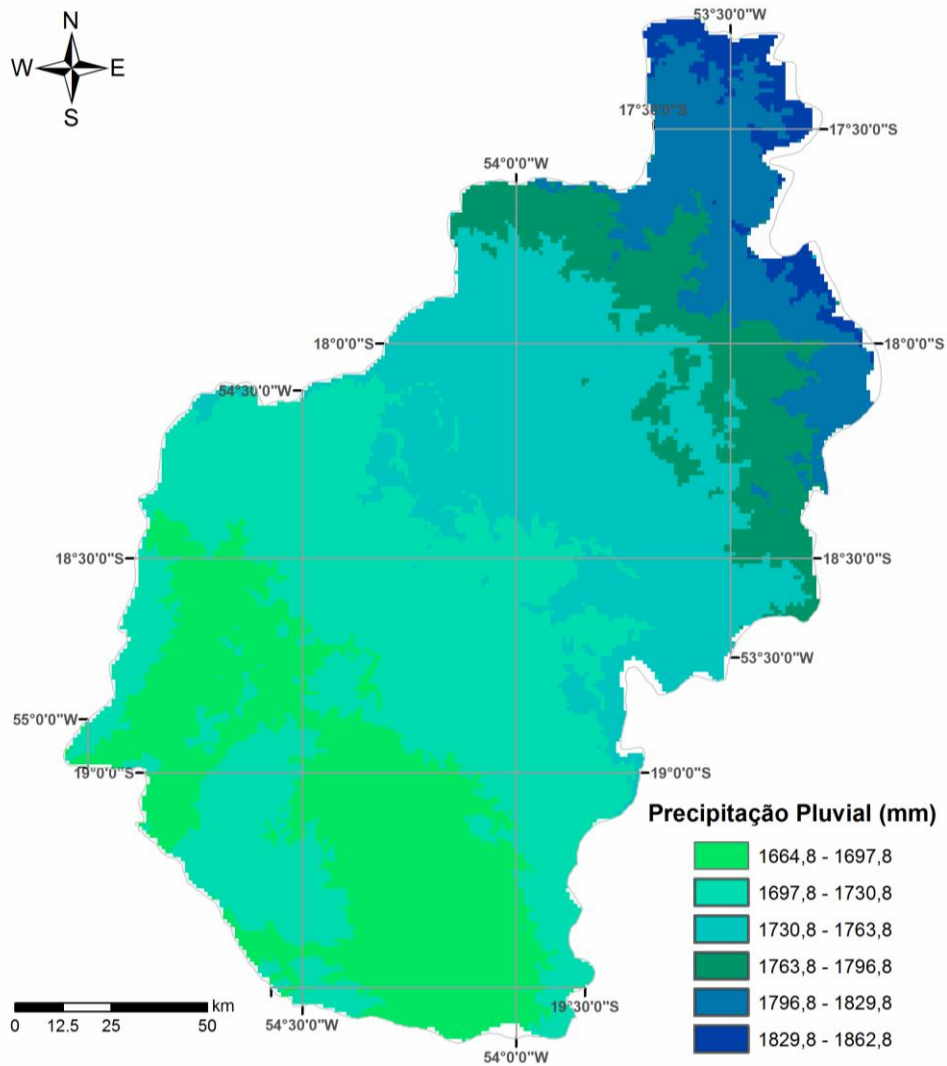 53°30'0"W
N
W E
S
17°30'0"S
17°30'0"S
54°0'0"W
18°0'0"S
18°0'0"S
54°30'0"W
18°30'0"S
18°30'0"S
53°30'0"W
55°0'0"W
19°0'0"S
19°0'0"S
Precipitação Pluvial (mm)
1664,8 - 1697,8
1697,8 - 1730,8
1730,8 - 1763,8
1763,8 - 1796,8
1796,8 - 1829,8
1829,8 - 1862,8
km
0 12.5 25 50
19°30'0"S
54°30'0"W
54°0'0"W